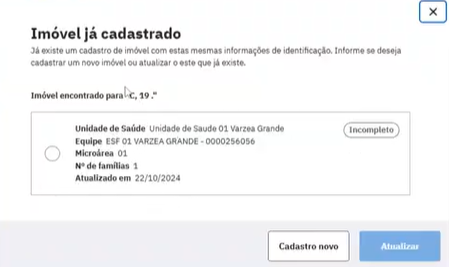 Imóvel já cadastrado
Já existe um cadastro de imóvel com estas mesmas informações de identificação. Informe se deseja
cadastrar um novo imóvel ou atualizar o este que já existe.
Imóvel encontrado para "C, 19 ."
Unidade de Saúde Unidade de Saude 01 Varzea Grande
Incompleto
Equipe ESF 01 VARZEA GRANDE - 0000256056
Microárea 01
Nº de famílias 1
Atualizado em 22/10/2024
Cadastro novo
Atualizar